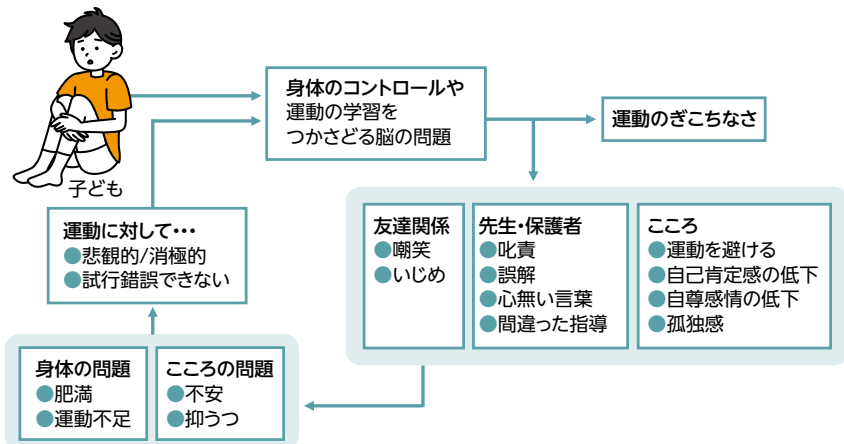 子ども
身体のコントロールや
運動の学習を
つかさどる脳の問題
運動のぎこちなさ
友達関係
●嘲笑
●いじめ
先生・保護者
●叱責
●誤解
●心無い言葉
●間違った指導
こころ
●運動を避ける
●自己肯定感の低下
●自尊感情の低下
●孤独感
身体の問題
●肥満
●運動不足
こころの問題
●不安
●抑うつ
運動に対して・・・
●悲観的/消極的
●試行錯誤できない